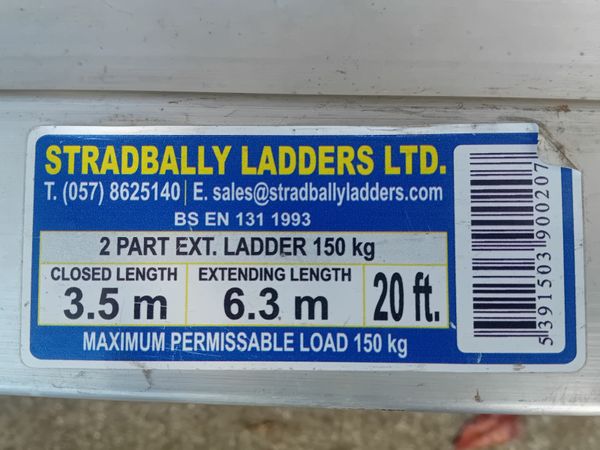 STRADBALLY LADDERS LTD.
T. (057) 8625140 | E. sales@stradballyladders.com
BS EN 131 1993
2 PART EXT. LADDER 150 kg
CLOSED LENGTH
3.5 m
EXTENDING LENGTH
6.3 m
20 ft.
MAXIMUM PERMISSABLE LOAD 150 kg
5391503 900207